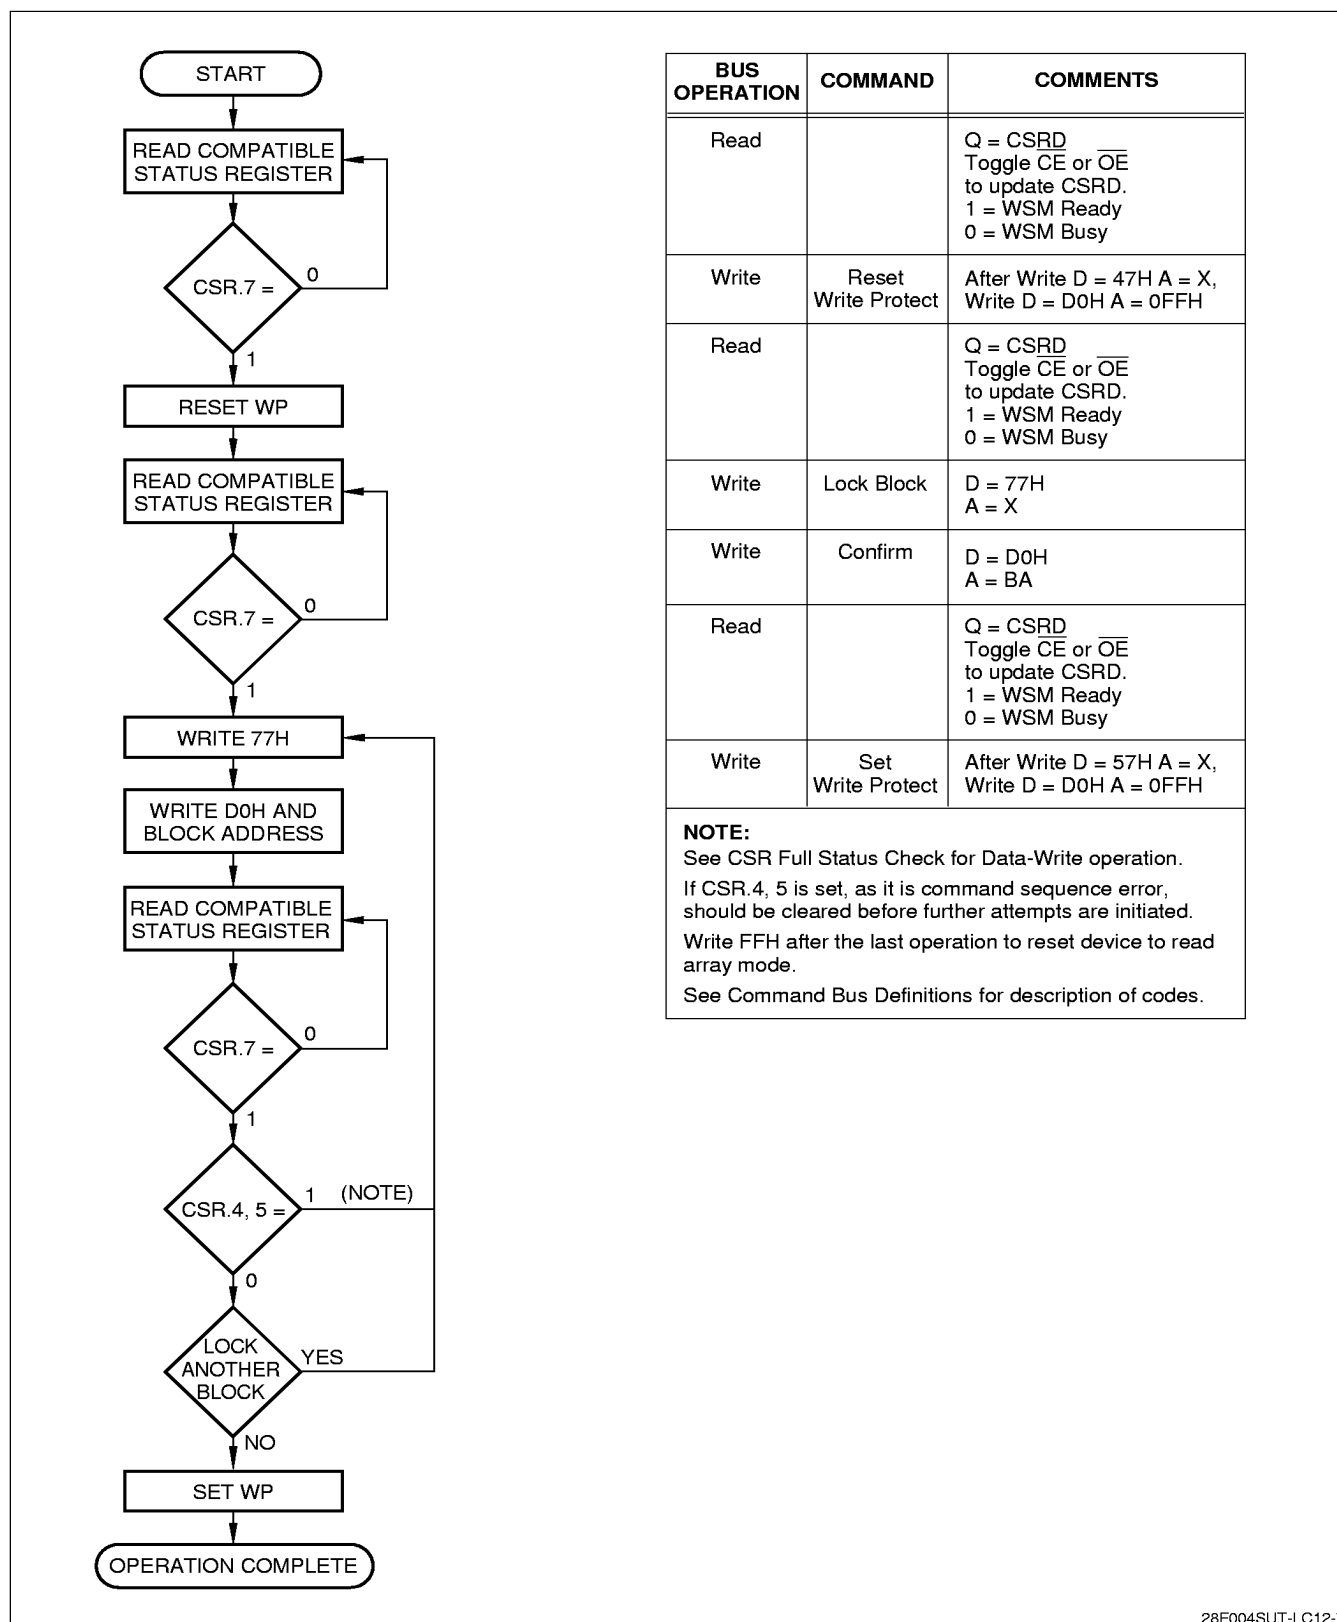 START
READ COMPATIBLE
STATUS REGISTER
CSR.7 =
0
1
RESET WP
READ COMPATIBLE
STATUS REGISTER
CSR.7 =
0
1
WRITE 77H
WRITE D0H AND
BLOCK ADDRESS
READ COMPATIBLE
STATUS REGISTER
CSR.7 =
0
1
CSR.4, 5 =
1 (NOTE)
0
LOCK
ANOTHER
BLOCK
YES
NO
SET WP
OPERATION COMPLETE
BUS
OPERATION
COMMAND
COMMENTS
Read
Q = CSRD
Toggle C̅E̅ or O̅E̅
to update CSRD.
1 = WSM Ready
0 = WSM Busy
Write
Reset
Write Protect
After Write D = 47H A = X,
Write D = D0H A = 0FFH
Read
Q = CSRD
Toggle C̅E̅ or O̅E̅
to update CSRD.
1 = WSM Ready
0 = WSM Busy
Write
Lock Block
D = 77H
A = X
Write
Confirm
D = D0H
A = BA
Read
Q = CSRD
Toggle C̅E̅ or O̅E̅
to update CSRD.
1 = WSM Ready
0 = WSM Busy
Write
Set
Write Protect
After Write D = 57H A = X,
Write D = D0H A = 0FFH
NOTE:
See CSR Full Status Check for Data-Write operation.
If CSR.4, 5 is set, as it is command sequence error,
should be cleared before further attempts are initiated.
Write FFH after the last operation to reset device to read
array mode.
See Command Bus Definitions for description of codes.